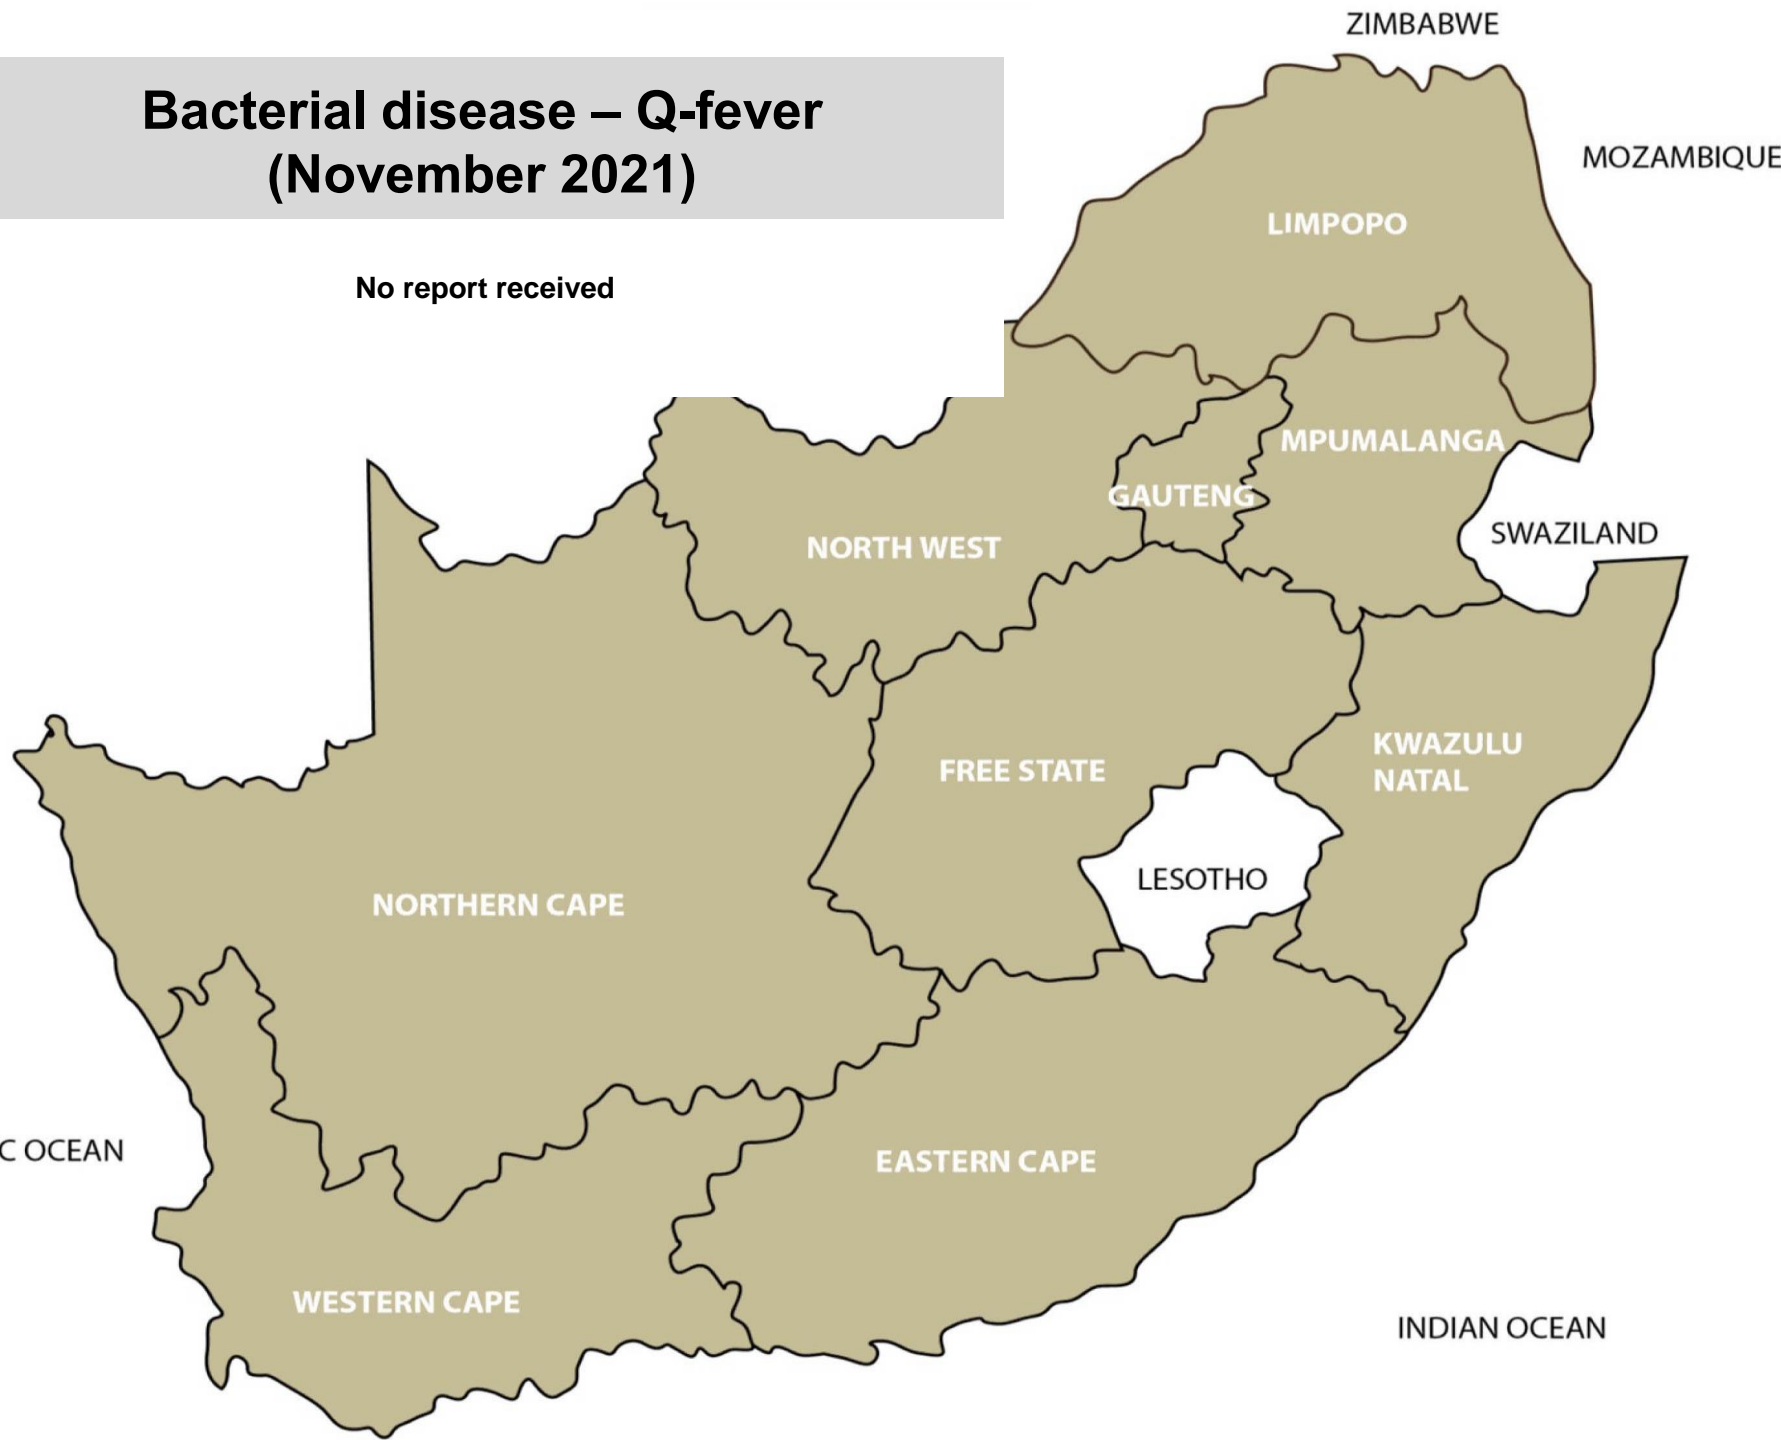 ZIMBABWE
Bacterial disease – Q-fever
(November 2021)
MOZAMBIQUE
LIMPOPO
No report received
MPUMALANGA
GAUTENG
SWAZILAND
NORTH WEST
KWAZULU
NATAL
FREE STATE
LESOTHO
NORTHERN CAPE
C OCEAN
EASTERN CAPE
WESTERN CAPE
INDIAN OCEAN